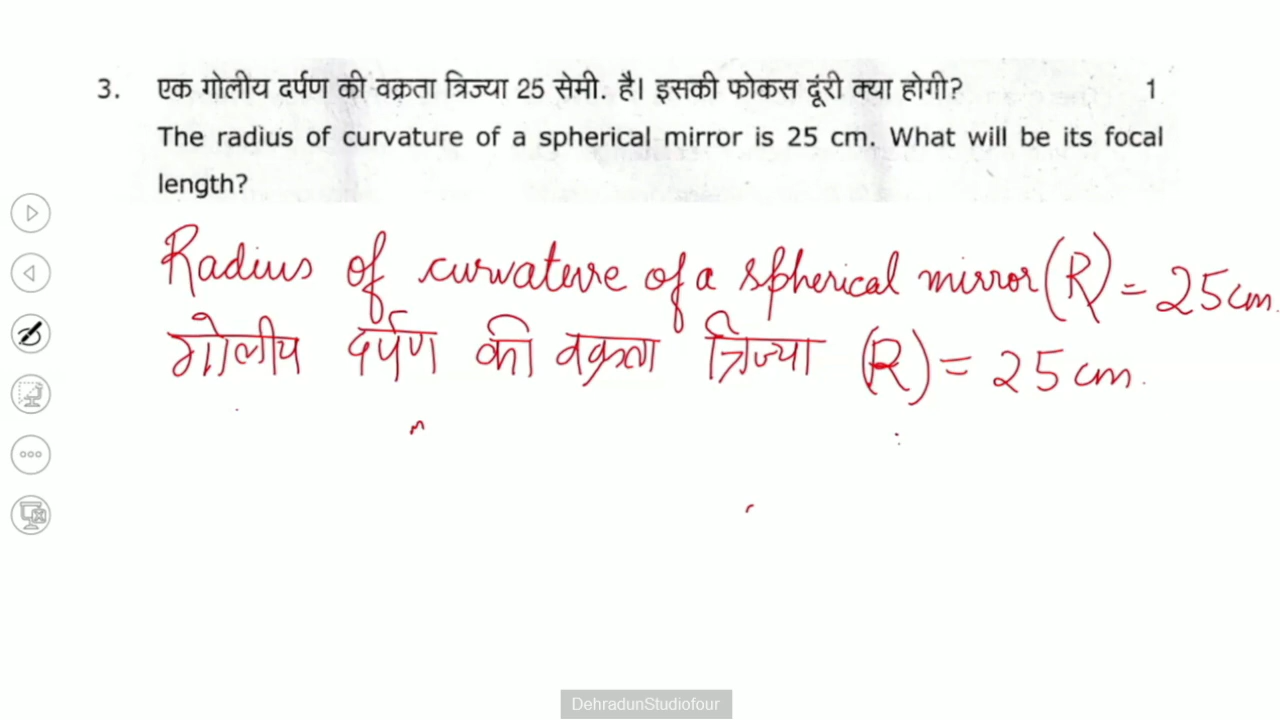 3. एक गोलीय दर्पण की वक्रता त्रिज्या 25 सेमी. है। इसकी फोकस दूंरी क्या होगी? 1
The radius of curvature of a spherical mirror is 25 cm. What will be its focal
length?
Radius of curvature of a spherical mirror (R) = 25 cm.
गोलीय दर्पण की वक्रता त्रिज्या (R) = 25 cm.
DehradunStudiofour